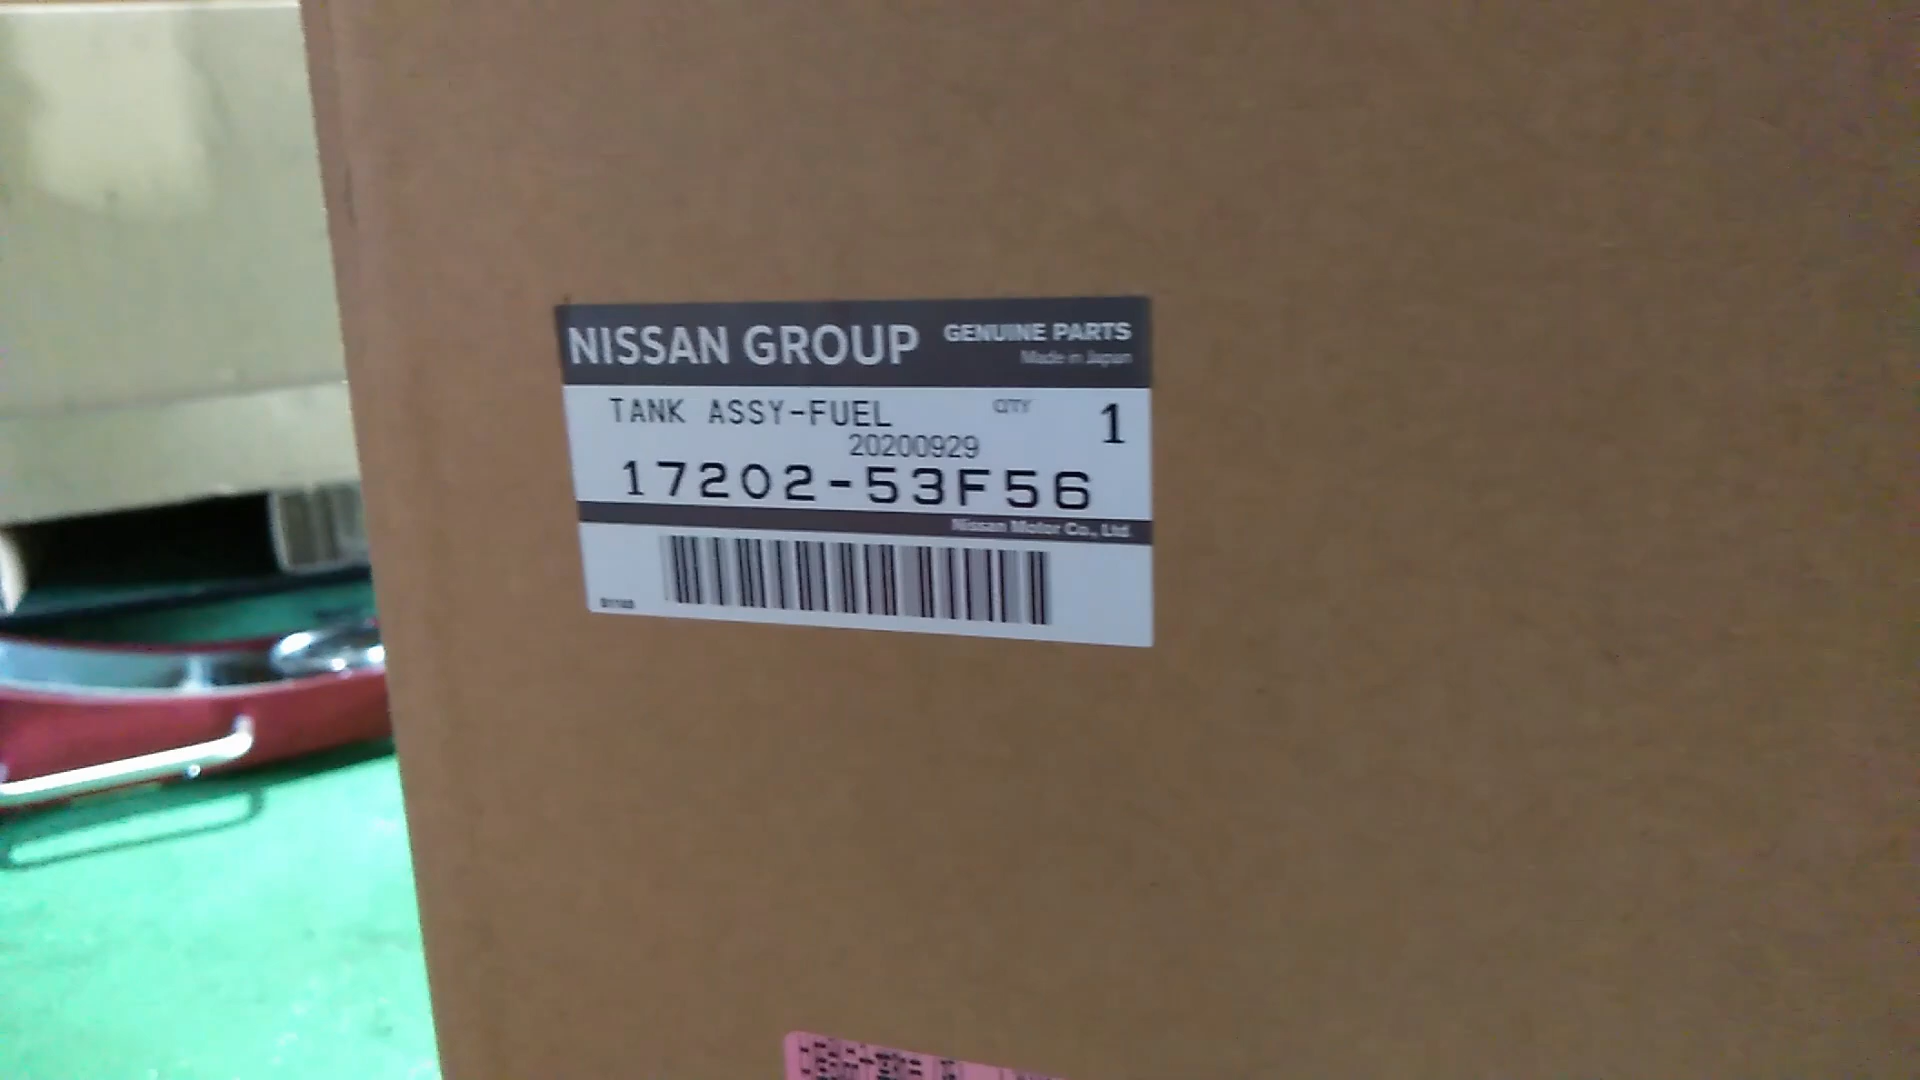 NISSAN GROUP GENUINE PARTS
Made in Japan
TANK ASSY-FUEL QTY 1
20200929
17202-53F56
Nissan Motor Co., Ltd.